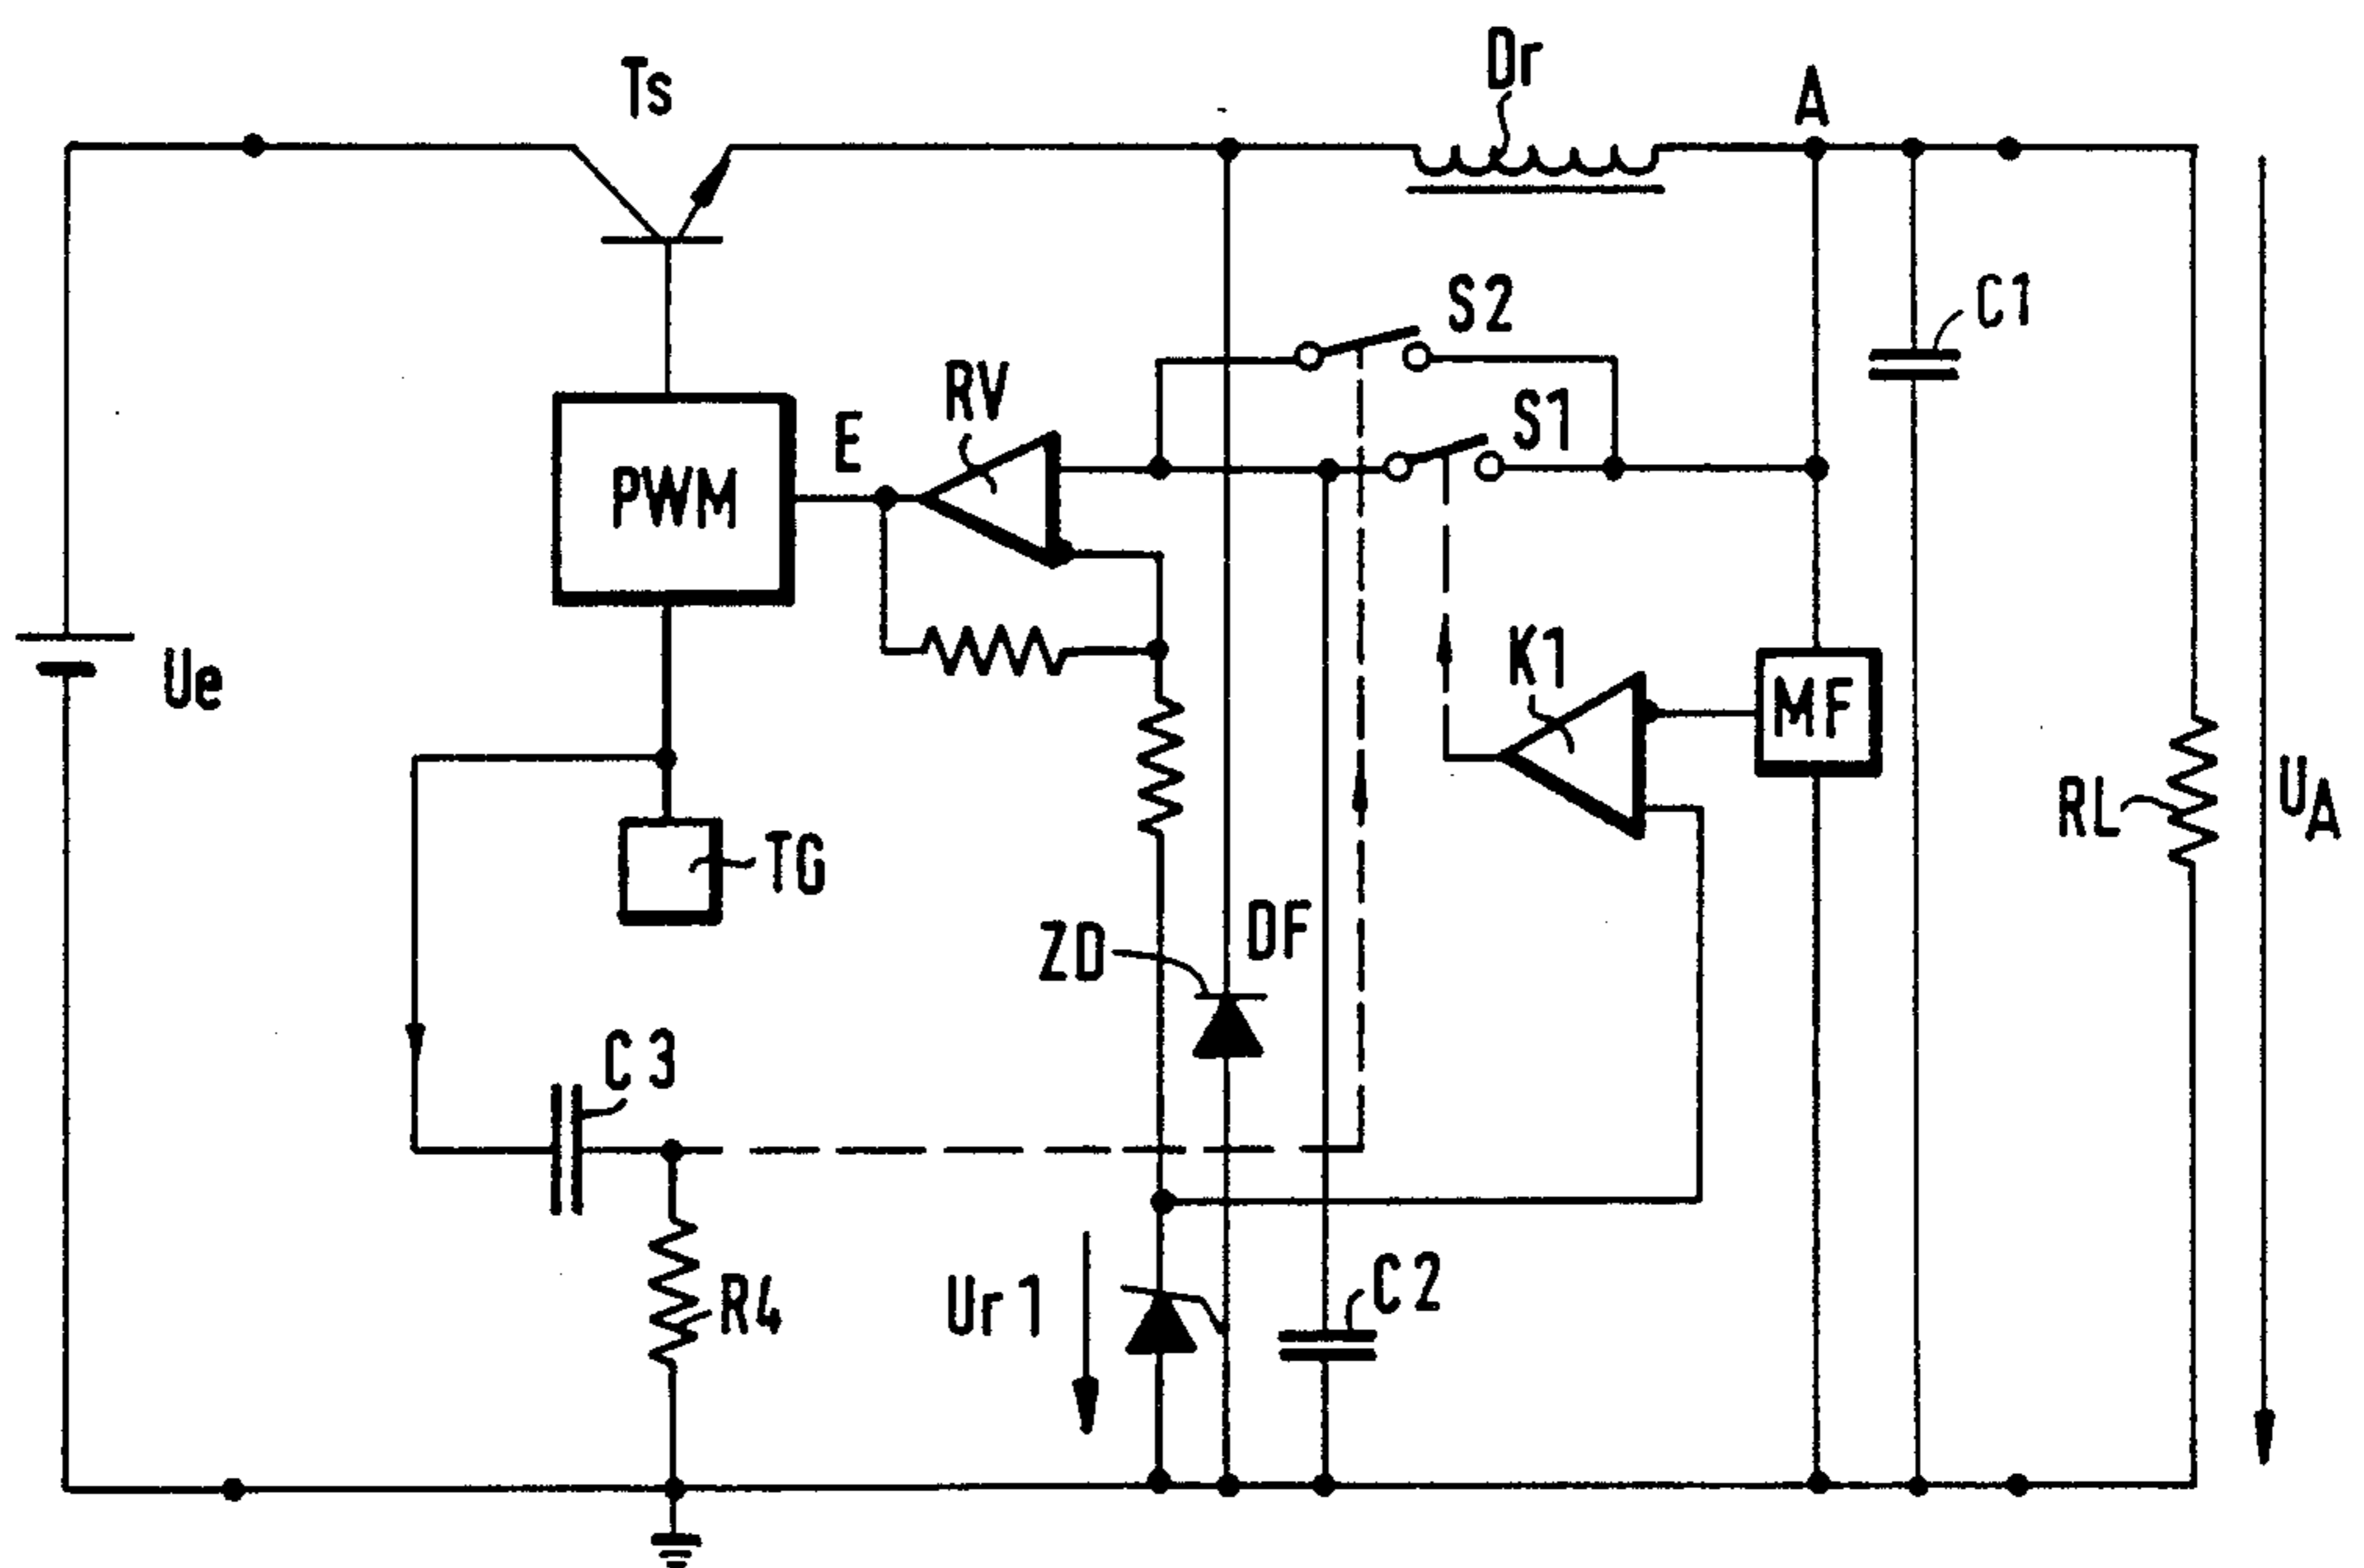 Dr
A
Ts
S2
C1
RV
S1
E
PWM
K1
MF
Ue
UA
RL
TG
DF
ZD
C3
C2
Ur1
R4